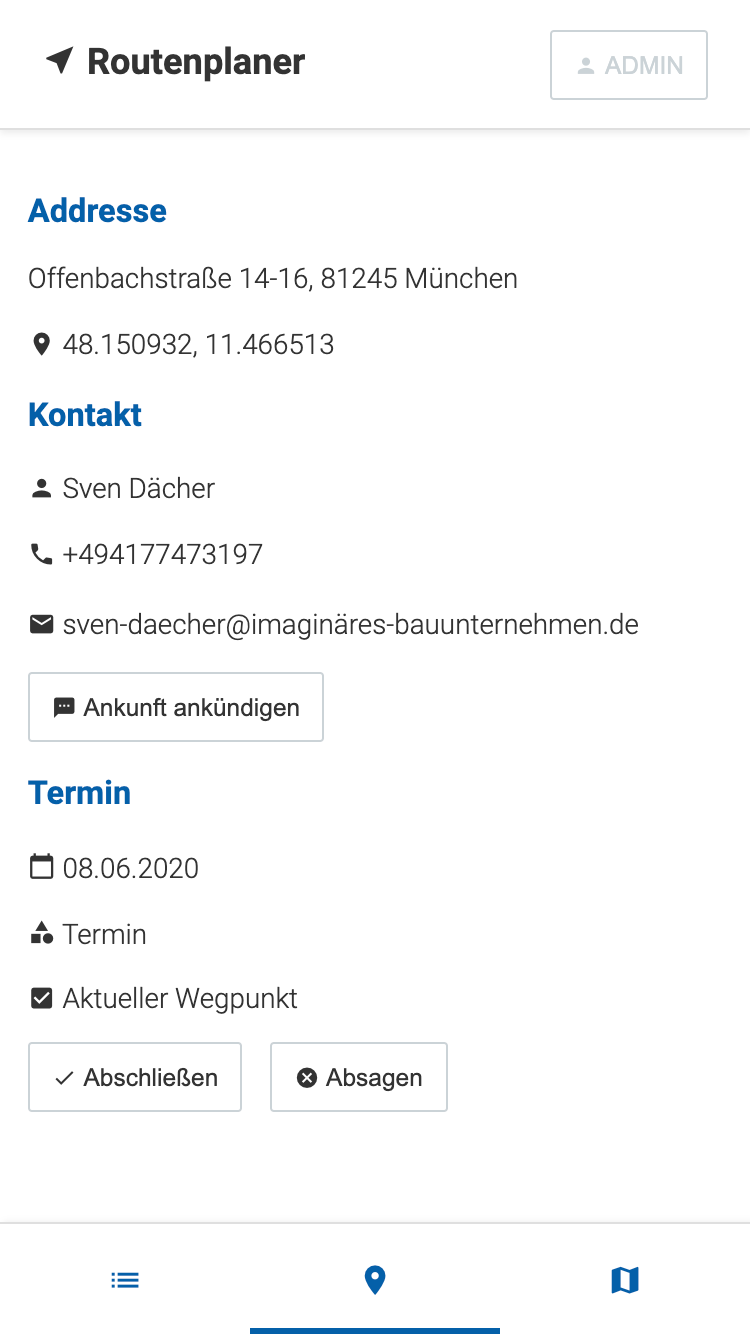 Routenplaner
ADMIN
Addresse
Offenbachstraße 14-16, 81245 München
48.150932, 11.466513
Kontakt
Sven Dächer
+494177473197
sven-daecher@imaginäres-bauunternehmen.de
Ankunft ankündigen
Termin
08.06.2020
Termin
Aktueller Wegpunkt
Abschließen
Absagen